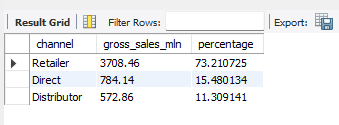 Result Grid Filter Rows: Export:
channel gross_sales_mln percentage
Retailer 3708.46 73.210725
Direct 784.14 15.480134
Distributor 572.86 11.309141